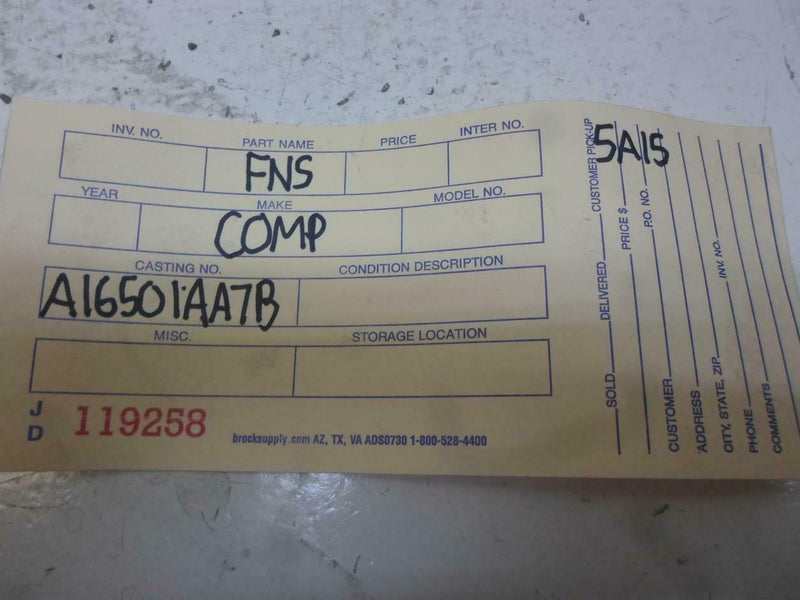 INV. NO. PART NAME PRICE INTER NO.
FNS
YEAR MAKE MODEL NO.
COMP
CASTING NO. CONDITION DESCRIPTION
A16501AA7B
MISC. STORAGE LOCATION
J
D
119258
brocksupply.com AZ, TX, VA ADS0730 1-800-528-4400
5A1S
SOLD DELIVERED CUSTOMER PICK-UP
PRICE $
P.O. NO.
CUSTOMER
ADDRESS
CITY, STATE, ZIP INV. NO.
PHONE
COMMENTS